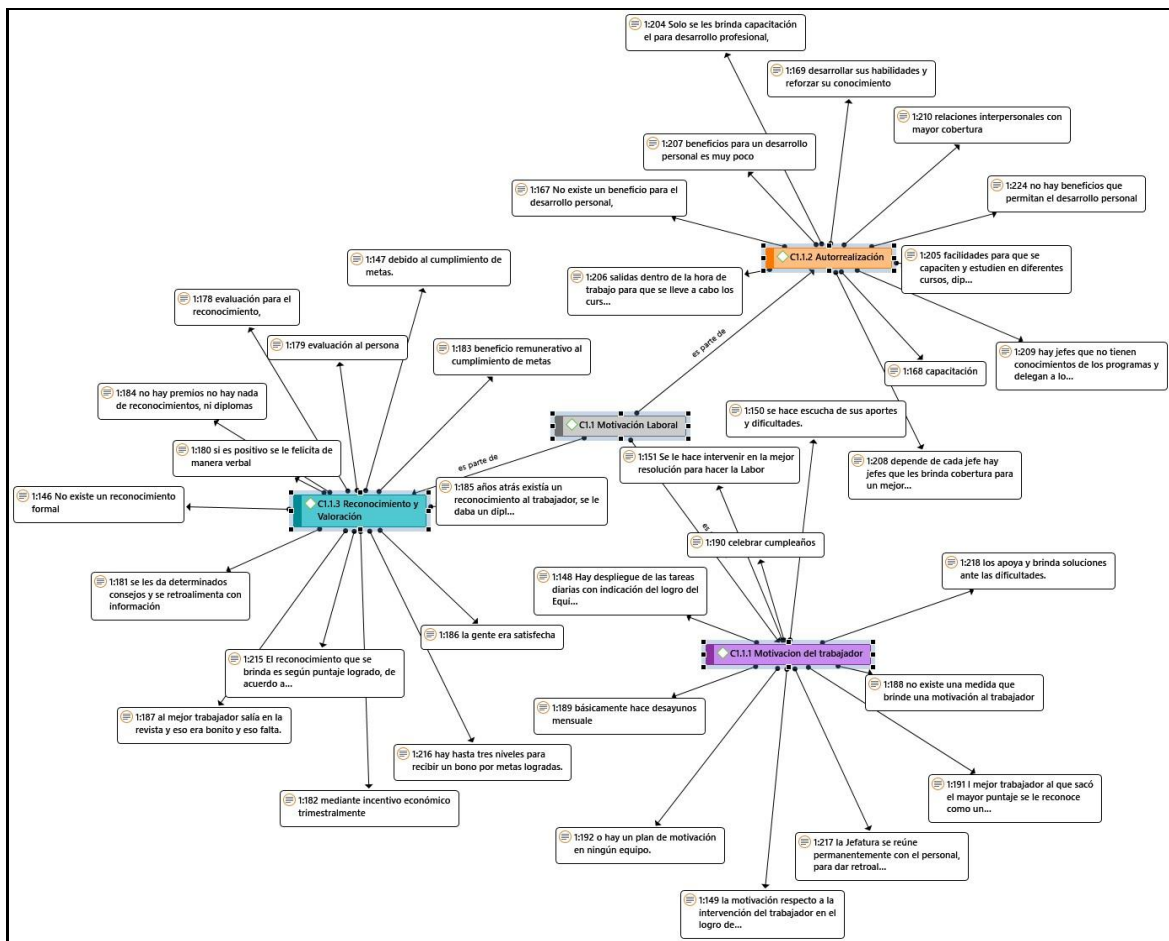 1:204 Solo se les brinda capacitación
el para desarrollo profesional,
1:169 desarrollar sus habilidades y
reforzar su conocimiento
1:210 relaciones interpersonales con
mayor cobertura
1:207 beneficios para un desarrollo
personal es muy poco
1:167 No existe un beneficio para el
desarrollo personal,
1:224 no hay beneficios que
permitan el desarrollo personal
C1.1.2 Autorrealización
1:205 facilidades para que se
capaciten y estudien en diferentes
cursos, dip...
1:206 salidas dentro de la hora de
trabajo para que se lleve a cabo los
curs...
1:209 hay jefes que no tienen
conocimientos de los programas y
delegan a lo...
1:168 capacitación
1:208 depende de cada jefe hay
jefes que les brinda cobertura para
un mejor...
es parte de
C1.1 Motivación Laboral
es parte de
es
1:147 debido al cumplimiento de
metas.
1:178 evaluación para el
reconocimiento,
1:179 evaluación al persona
1:183 beneficio remunerativo al
cumplimiento de metas
1:184 no hay premios no hay nada
de reconocimientos, ni diplomas
1:180 si es positivo se le felicita de
manera verbal
1:146 No existe un reconocimiento
formal
C1.1.3 Reconocimiento y
Valoración
1:185 años atrás existía un
reconocimiento al trabajador, se le
daba un dipl...
1:181 se les da determinados
consejos y se retroalimenta con
información
1:186 la gente era satisfecha
1:215 El reconocimiento que se
brinda es según puntaje logrado, de
acuerdo a...
1:187 al mejor trabajador salía en la
revista y eso era bonito y eso falta.
1:216 hay hasta tres niveles para
recibir un bono por metas logradas.
1:182 mediante incentivo económico
trimestralmente
1:150 se hace escucha de sus aportes
y dificultades.
1:151 Se le hace intervenir en la mejor
resolución para hacer la Labor
1:190 celebrar cumpleaños
1:148 Hay despliegue de las tareas
diarias con indicación del logro del
Equi...
1:218 los apoya y brinda soluciones
ante las dificultades.
C1.1.1 Motivacion del trabajador
1:188 no existe una medida que
brinde una motivación al trabajador
1:189 básicamente hace desayunos
mensuale
1:191 l mejor trabajador al que sacó
el mayor puntaje se le reconoce
como un...
1:192 o hay un plan de motivación
en ningún equipo.
1:217 la Jefatura se reúne
permanentemente con el personal,
para dar retroal...
1:149 la motivación respecto a la
intervención del trabajador en el
logro de...